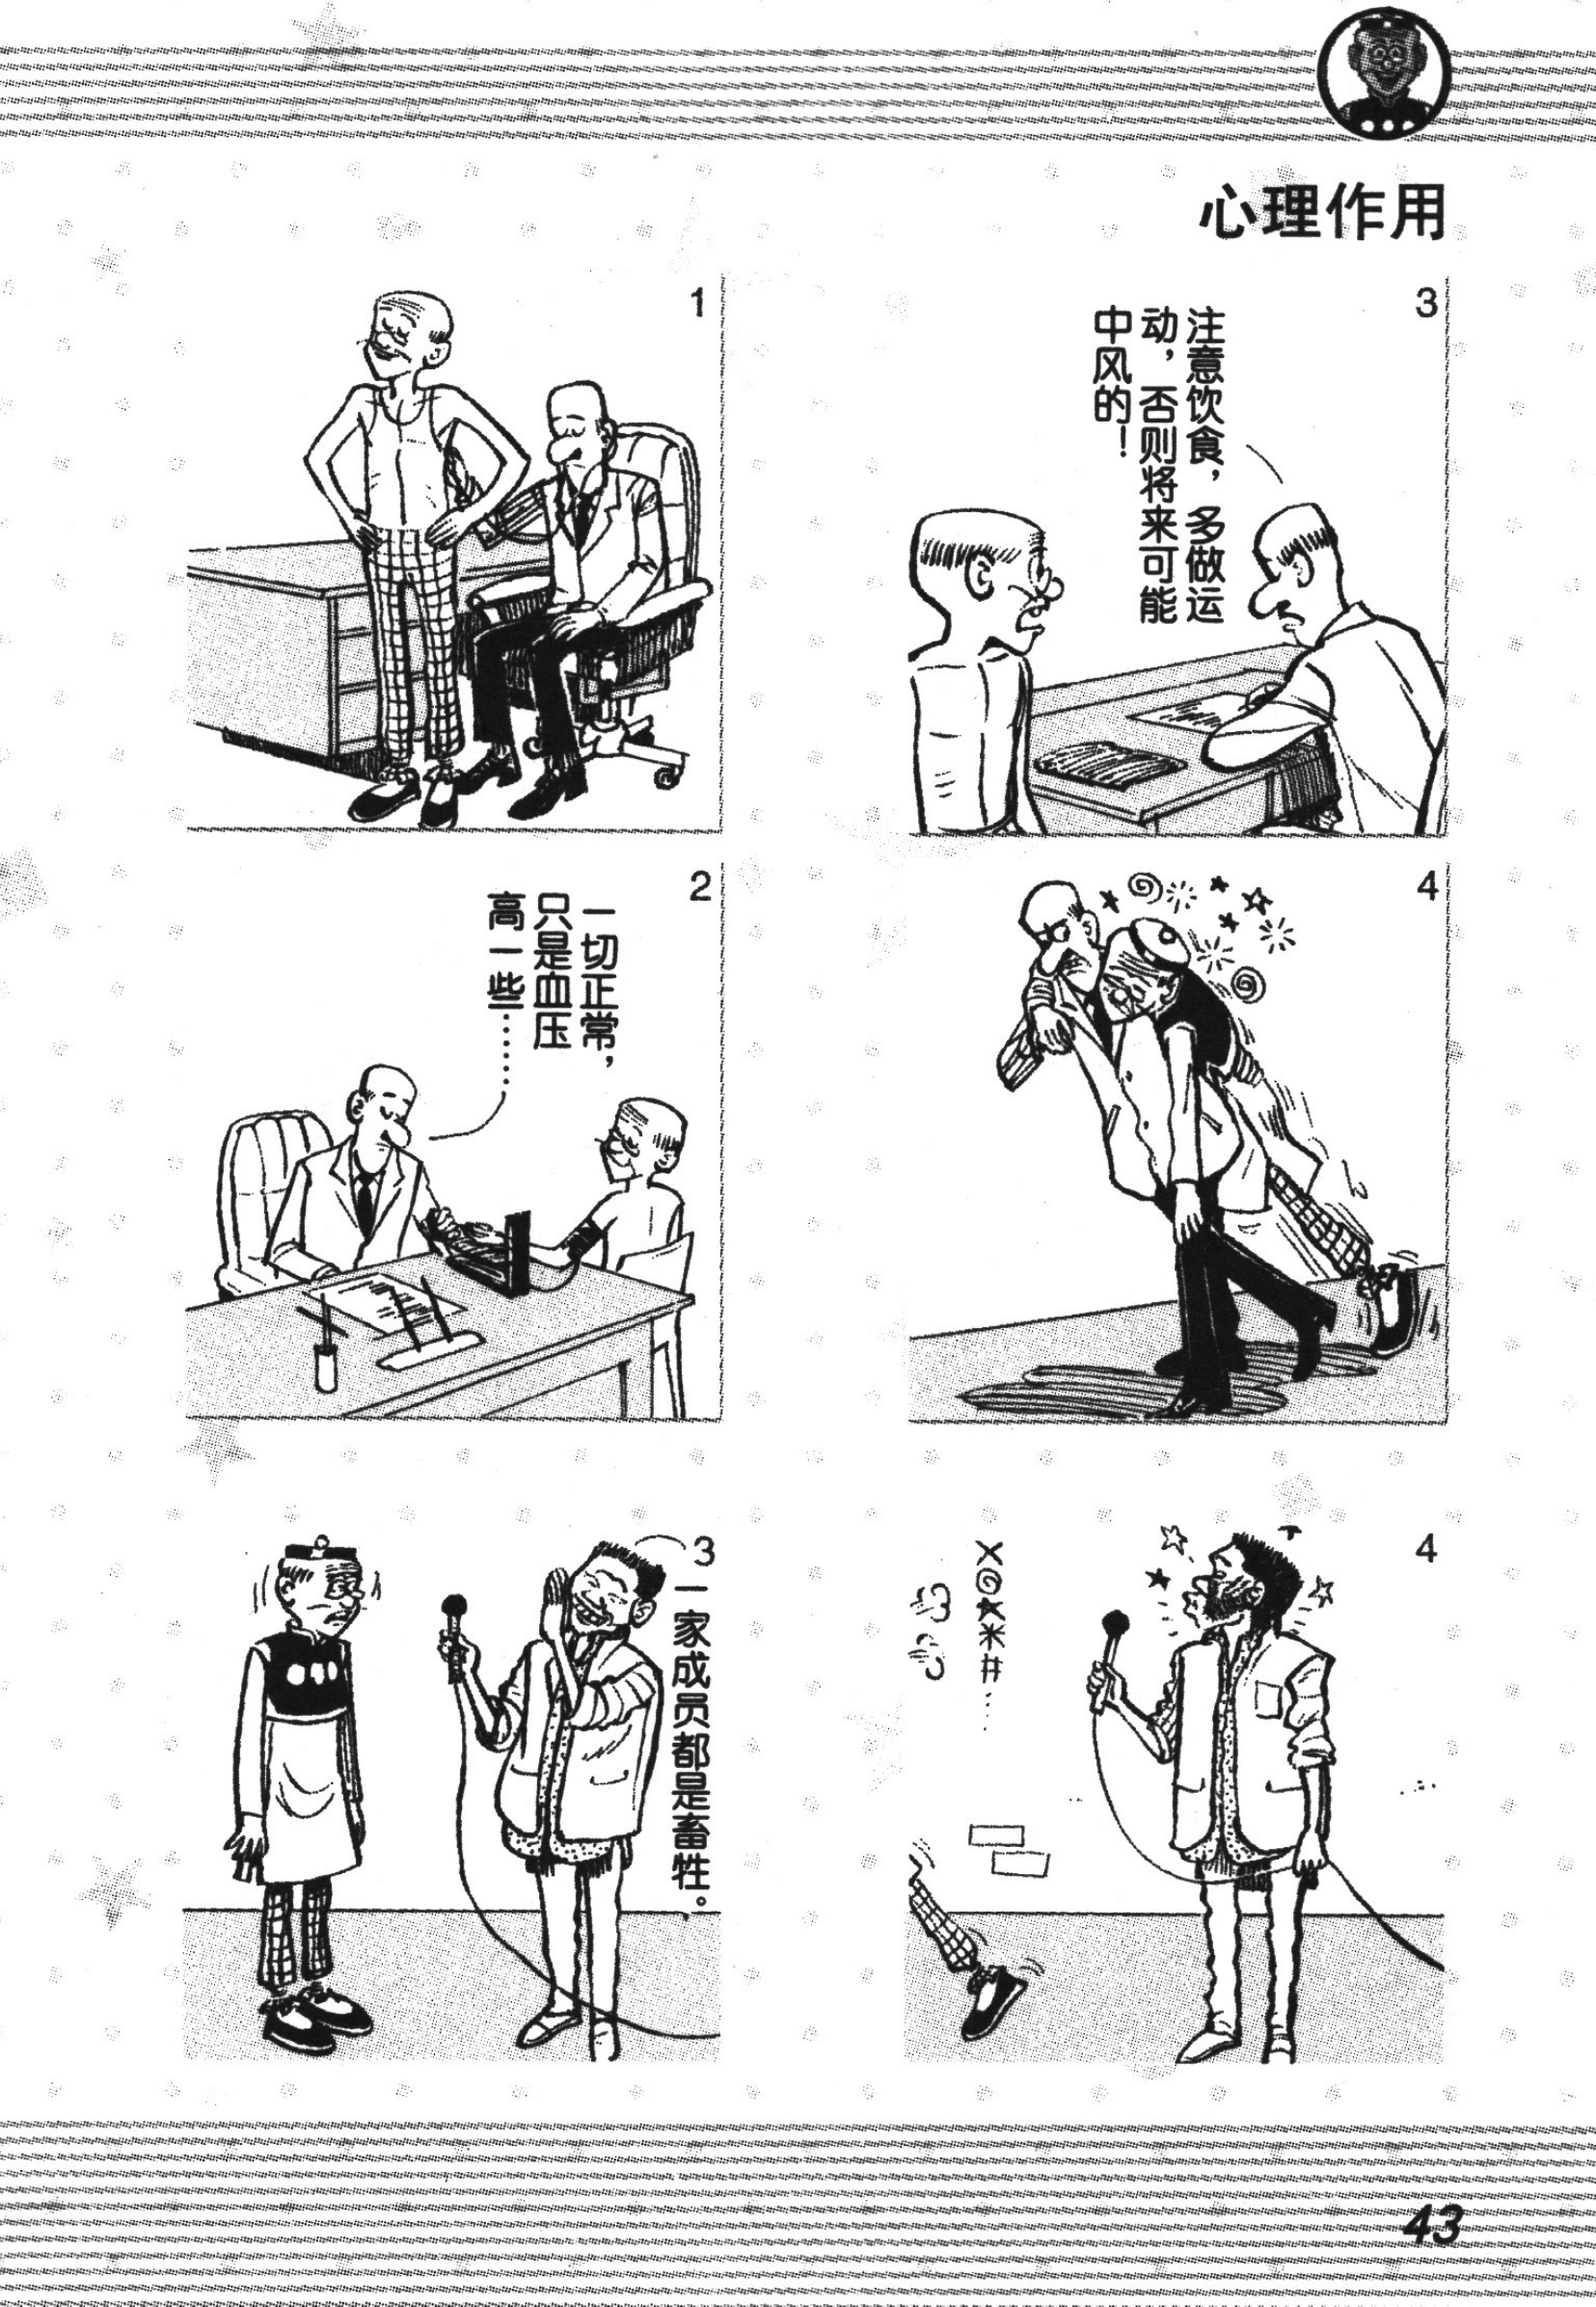 心理作用
1
2
一切正常，
只是血压
高一些……
3
注意饮食，多做运
动，否则将来可能
中风的！
4
3
一家成员都是畜牲。
4
43